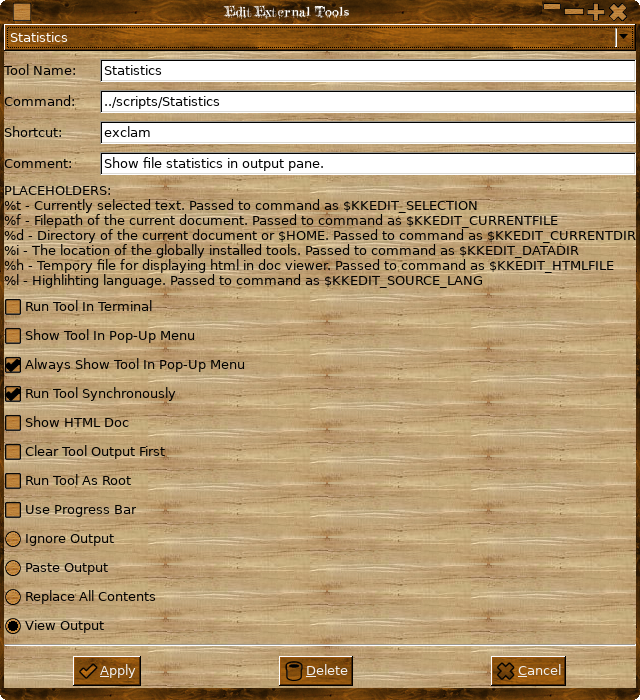 Edit External Tools
Statistics
Tool Name: Statistics
Command: ../scripts/Statistics
Shortcut: exclam
Comment: Show file statistics in output pane.
PLACEHOLDERS:
%t - Currently selected text. Passed to command as $KKEDIT_SELECTION
%f - Filepath of the current document. Passed to command as $KKEDIT_CURRENTFILE
%d - Directory of the current document or $HOME. Passed to command as $KKEDIT_CURRENTDIR
%i - The location of the globally installed tools. Passed to command as $KKEDIT_DATADIR
%h - Tempory file for displaying html in doc viewer. Passed to command as $KKEDIT_HTMLFILE
%l - Highlihting language. Passed to command as $KKEDIT_SOURCE_LANG
Run Tool In Terminal
Show Tool In Pop-Up Menu
Always Show Tool In Pop-Up Menu
Run Tool Synchronously
Show HTML Doc
Clear Tool Output First
Run Tool As Root
Use Progress Bar
Ignore Output
Paste Output
Replace All Contents
View Output
Apply Delete Cancel